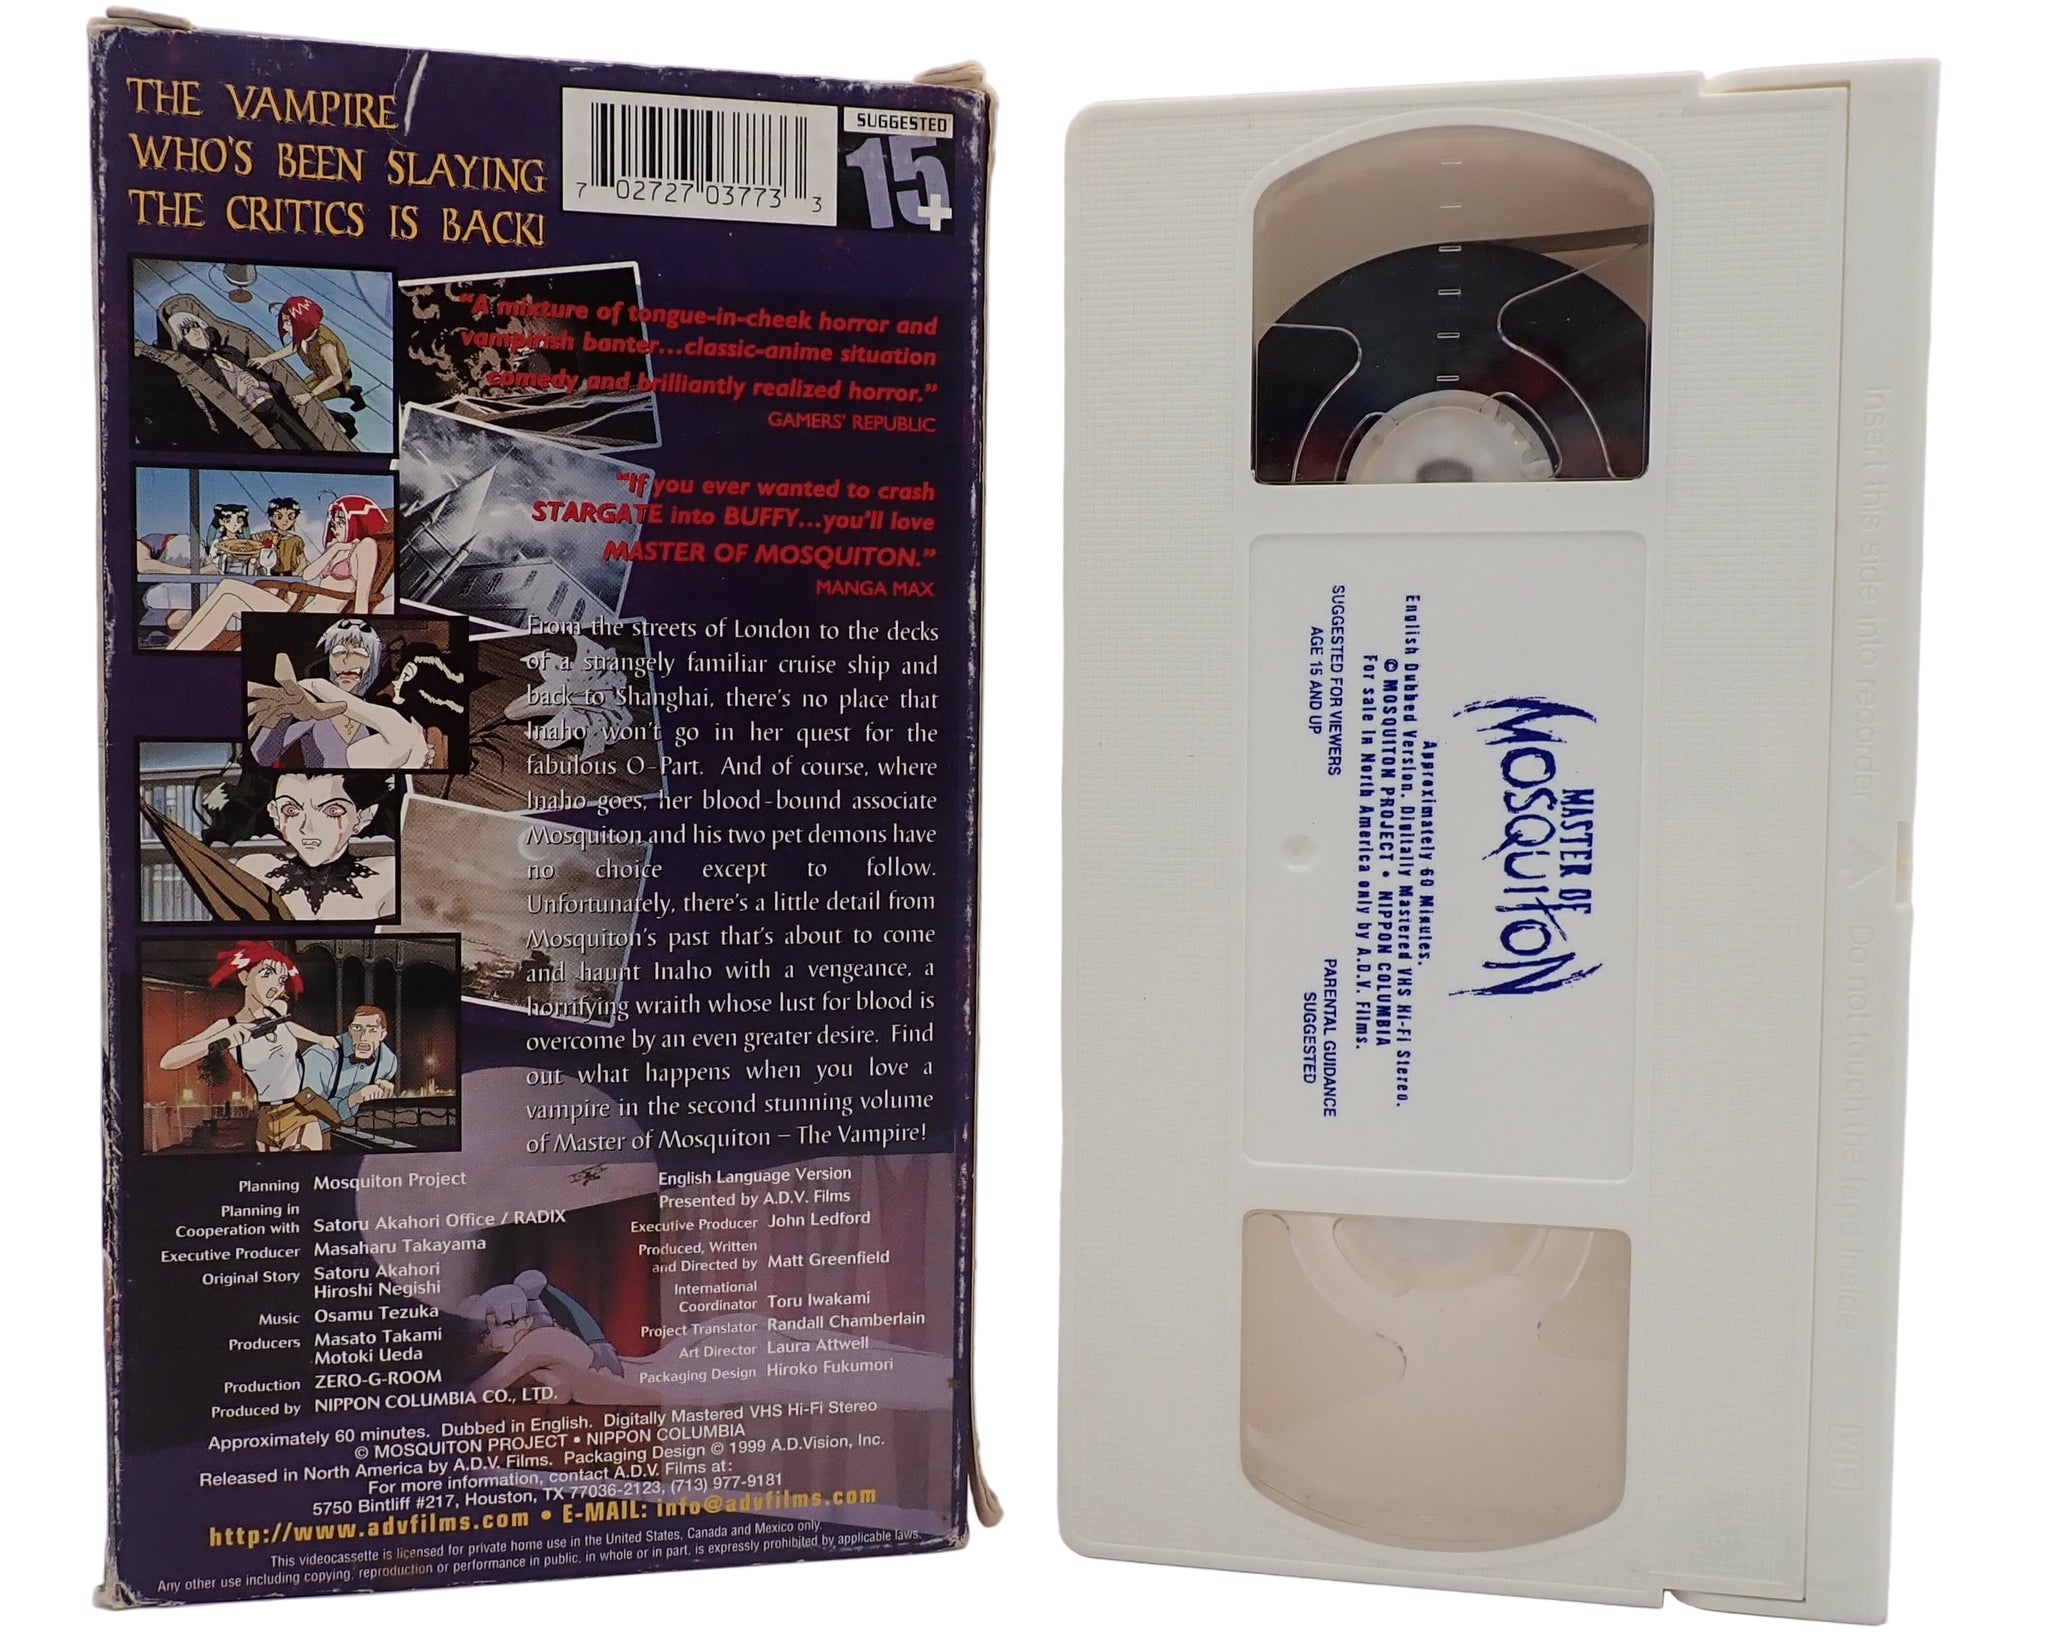 THE VAMPIRE
WHO'S BEEN SLAYING
THE CRITICS IS BACK!
7 02727 03773 3
SUGGESTED
15+
"A mixture of tongue-in-cheek horror and
vampirish banter...classic-anime situation
comedy and brilliantly realized horror."
GAMERS' REPUBLIC
"If you ever wanted to crash
STARGATE into BUFFY...you'll love
MASTER OF MOSQUITON."
MANGA MAX
From the streets of London to the decks
of a strangely familiar cruise ship and
back to Shanghai, there's no place that
Inaho won't go in her quest for the
fabulous O-Part. And of course, where
Inaho goes, her blood-bound associate
Mosquiton and his two pet demons have
no choice except to follow.
Unfortunately, there's a little detail from
Mosquiton's past that's about to come
and haunt Inaho with a vengeance, a
horrifying wraith whose lust for blood is
overcome by an even greater desire. Find
out what happens when you love a
vampire in the second stunning volume
of Master of Mosquiton – The Vampire!
Planning Mosquiton Project
Planning in
Cooperation with Satoru Akahori Office / RADIX
Executive Producer Masaharu Takayama
Original Story Satoru Akahori
Hiroshi Negishi
Music Osamu Tezuka
Producers Masato Takami
Motoki Ueda
Production ZERO-G-ROOM
Produced by NIPPON COLUMBIA CO., LTD.
English Language Version
Presented by A.D.V. Films
Executive Producer John Ledford
Produced, Written
and Directed by Matt Greenfield
International
Coordinator Toru Iwakami
Project Translator Randall Chamberlain
Art Director Laura Attwell
Packaging Design Hiroko Fukumori
Approximately 60 minutes. Dubbed in English. Digitally Mastered VHS Hi-Fi Stereo
© MOSQUITON PROJECT • NIPPON COLUMBIA
Released in North America by A.D.V. Films. Packaging Design © 1999 A.D.Vision, Inc.
For more information, contact A.D.V. Films at:
5750 Bintliff #217, Houston, TX 77036-2123, (713) 977-9181
http://www.advfilms.com • E-MAIL: info@advfilms.com
This videocassette is licensed for private home use in the United States, Canada and Mexico only.
Any other use including copying, reproduction or performance in public, in whole or in part, is expressly prohibited by applicable laws.
MASTER OF
MOSQUITON
Approximately 60 Minutes.
English Dubbed Version. Digitally Mastered VHS Hi-Fi Stereo.
© MOSQUITON PROJECT • NIPPON COLUMBIA
For sale in North America only by A.D.V. Films.
SUGGESTED FOR VIEWERS
AGE 15 AND UP
PARENTAL GUIDANCE
SUGGESTED
Insert this side into recorder
Do not touch the tape inside
VHS